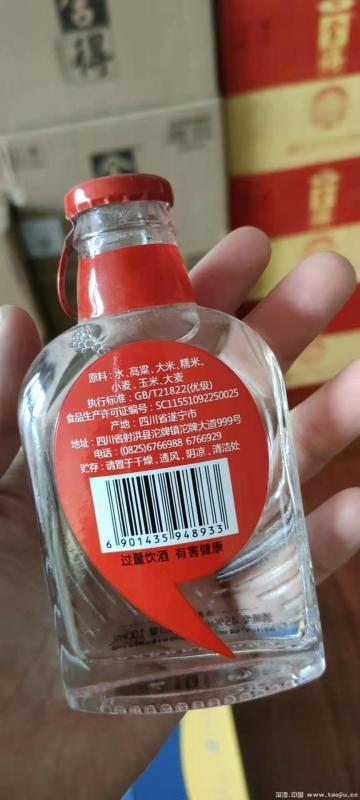 舍得
原料：水、高粱、大米、糯米、
小麦、玉米、大麦
执行标准：GB/T21822(优级)
食品生产许可证编号：SC11551092250025
产地：四川省遂宁市
地址：四川省射洪县沱牌镇沱牌大道999号
电话：(0825)6766988 6766929
贮存：请置于干燥、通风、阴凉、清洁处
6 901435 948933
过量饮酒 有害健康
100mL
淘酒.中国 www.taojiu.cc